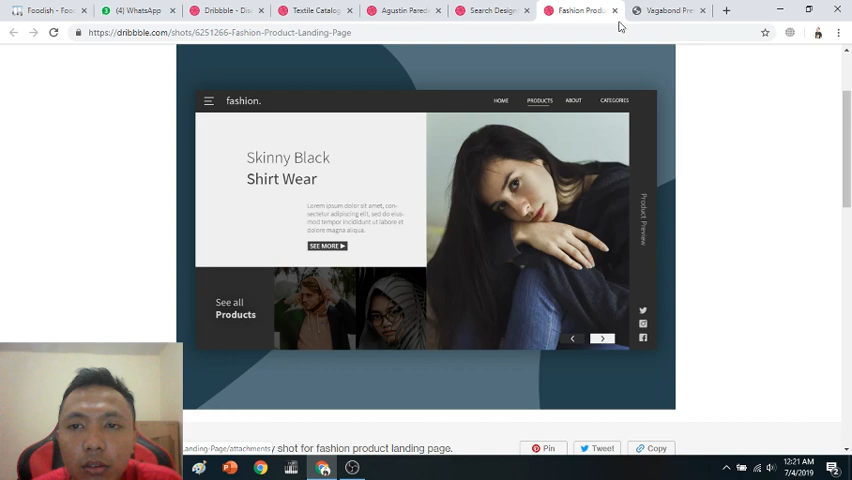 Foodish - Foo
(4) WhatsApp
Dribbble - Dis
Textile Catalog
Agustin Pared
Search Design
Fashion Produ
Vagabond Pre
https://dribbble.com/shots/6251266-Fashion-Product-Landing-Page
fashion.
HOME
PRODUCTS
ABOUT
CATEGORIES
Skinny Black
Shirt Wear
Lorem ipsum dolor sit amet, con-
sectetur adipiscing elit, sed do eius-
mod tempor incididunt ut labore et
dolore magna aliqua.
SEE MORE
See all
Products
Product Preview
anding-Page/attachments
/ shot for fashion product landing page.
Pin
Tweet
Copy
12:21 AM
7/4/2019